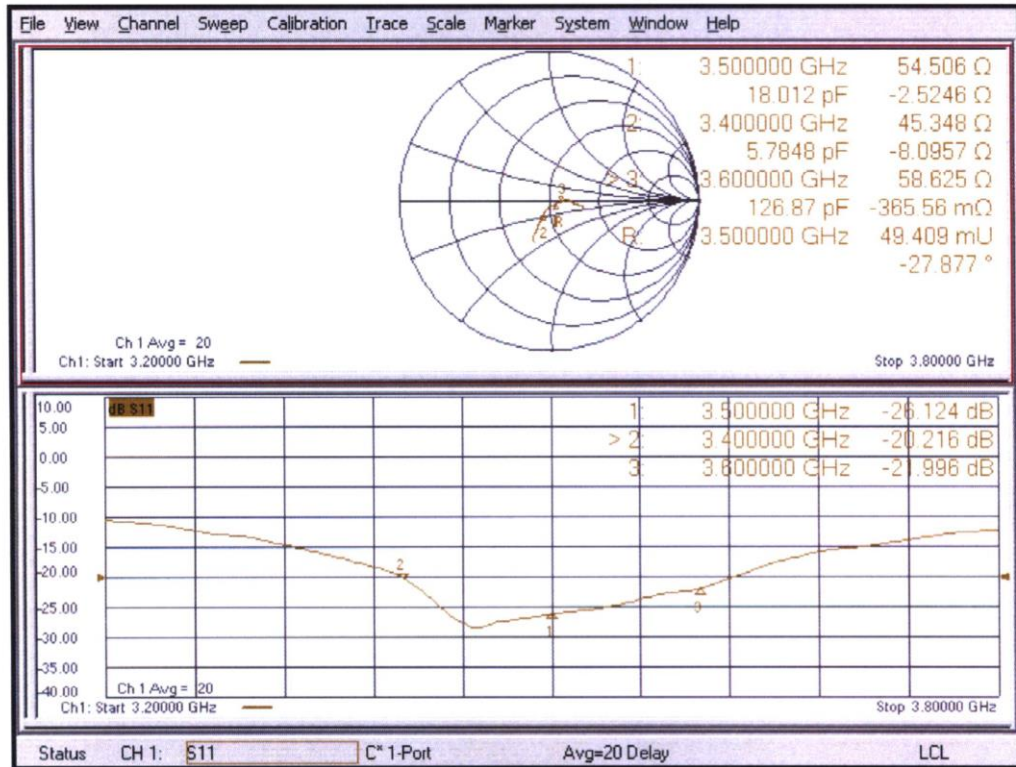 File View Channel Sweep Calibration Trace Scale Marker System Window Help
1: 3.500000 GHz 54.506 Ω
18.012 pF -2.5246 Ω
2: 3.400000 GHz 45.348 Ω
5.7848 pF -8.0957 Ω
> 3: 3.600000 GHz 58.625 Ω
126.87 pF -365.56 mΩ
R: 3.500000 GHz 49.409 mU
-27.877 °
3
R
2
Ch 1 Avg = 20
Ch1: Start 3.20000 GHz
Stop 3.80000 GHz
10.00
dB S11
5.00
0.00
-5.00
-10.00
-15.00
-20.00
-25.00
-30.00
-35.00
-40.00
1: 3.500000 GHz -26.124 dB
> 2: 3.400000 GHz -20.216 dB
3: 3.600000 GHz -21.996 dB
2
1
3
Ch 1 Avg = 20
Ch1: Start 3.20000 GHz
Stop 3.80000 GHz
Status CH 1: S11 C* 1-Port Avg=20 Delay LCL